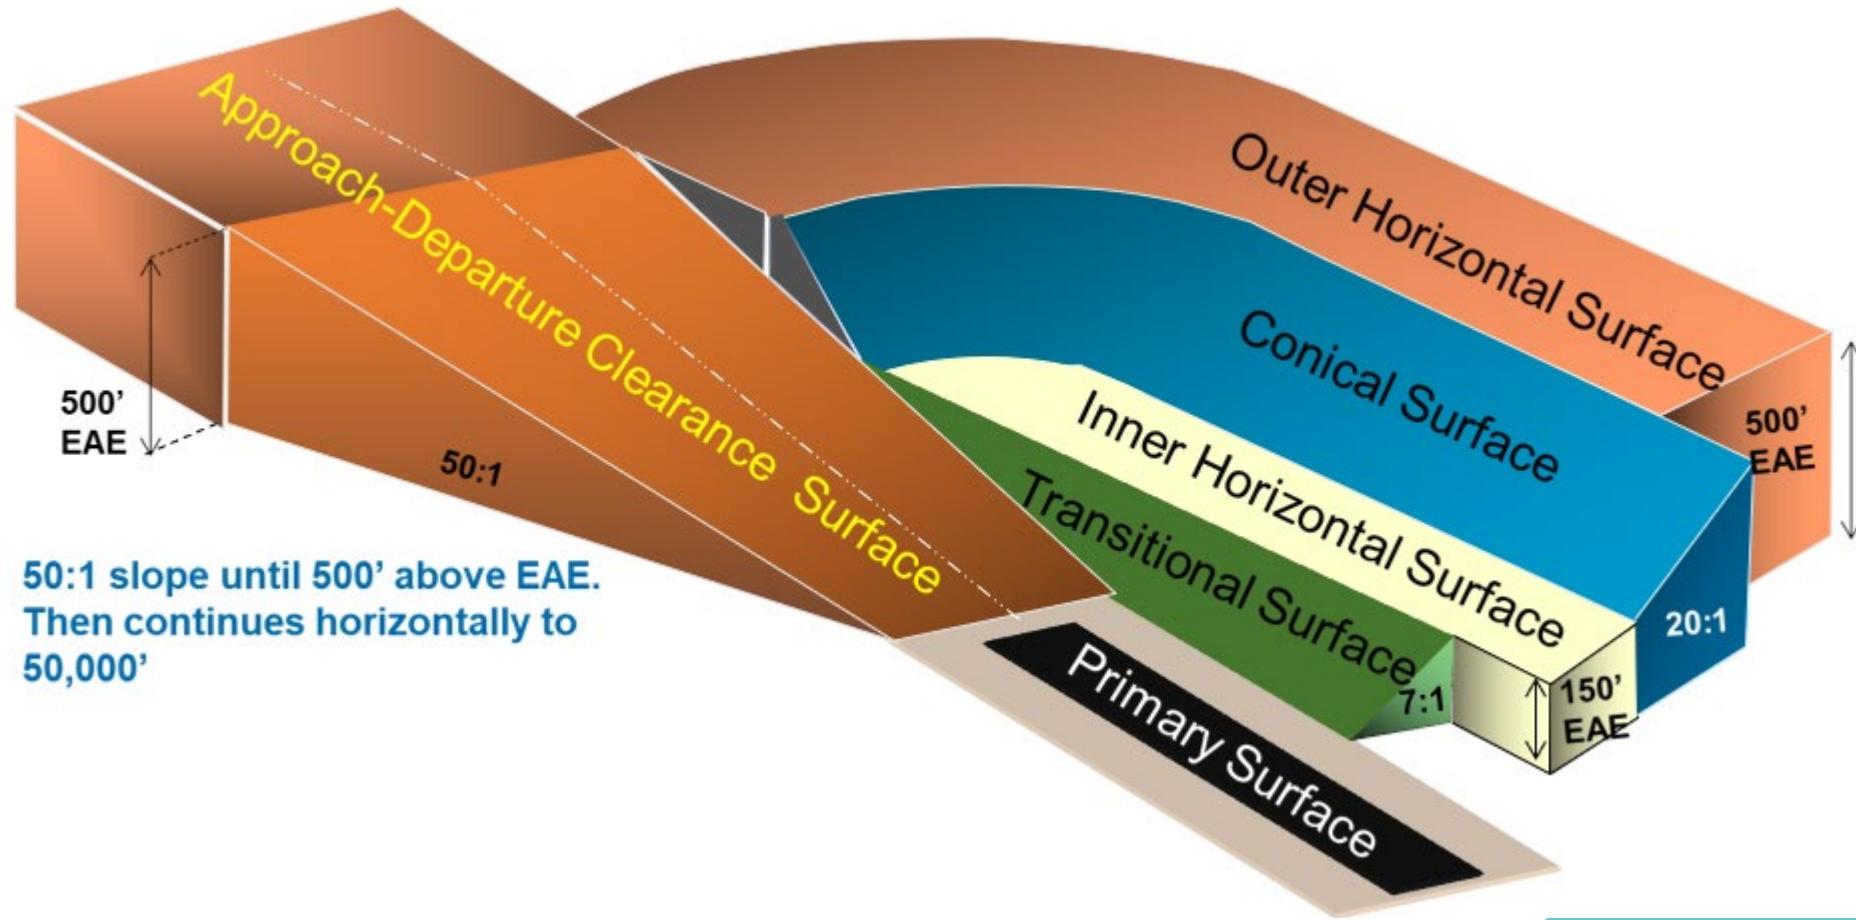 Approach-Departure Clearance Surface
Outer Horizontal Surface
Conical Surface
Inner Horizontal Surface
Transitional Surface
Primary Surface
500’
EAE
50:1
500’
EAE
20:1
7:1
150’
EAE
50:1 slope until 500’ above EAE.
Then continues horizontally to
50,000’